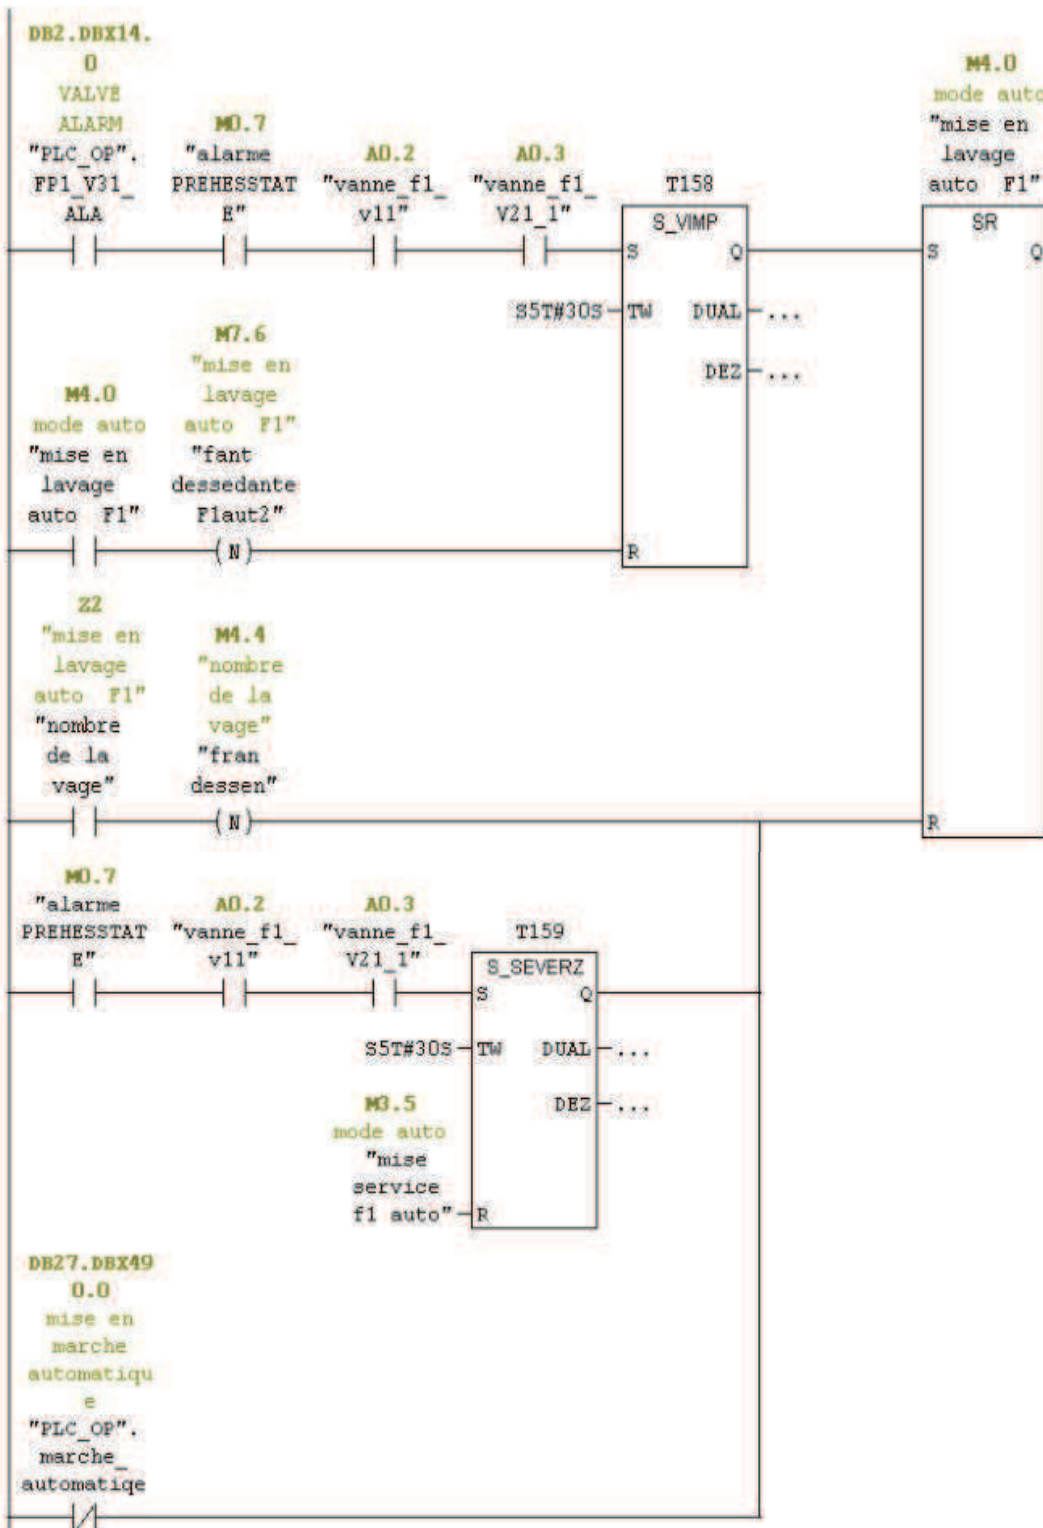 DB2.DBX14.
0
VALVE
ALARM
"PLC_OP".
FP1_V31_
ALA
M0.7
"alarme
PREHESSTAT
E"
A0.2
"vanne_f1_
v11"
A0.3
"vanne_f1_
V21_1"
T158
S_VIMP
S
Q
S5T#30S
TW
DUAL
...
DEZ
...
R
M4.0
mode auto
"mise en
lavage
auto F1"
SR
S
Q
R
M4.0
mode auto
"mise en
lavage
auto F1"
M7.6
"mise en
lavage
auto F1"
"fant
dessedante
F1aut2"
(N)
Z2
"mise en
lavage
auto F1"
"nombre
de la
vage"
M4.4
"nombre
de la
vage"
"fran
dessen"
(N)
M0.7
"alarme
PREHESSTAT
E"
A0.2
"vanne_f1_
v11"
A0.3
"vanne_f1_
V21_1"
T159
S_SEVERZ
S
Q
S5T#30S
TW
DUAL
...
DEZ
...
M3.5
mode auto
"mise
service
f1 auto"
R
DB27.DBX49
0.0
mise en
marche
automatiqu
e
"PLC_OP".
marche_
automatiqe